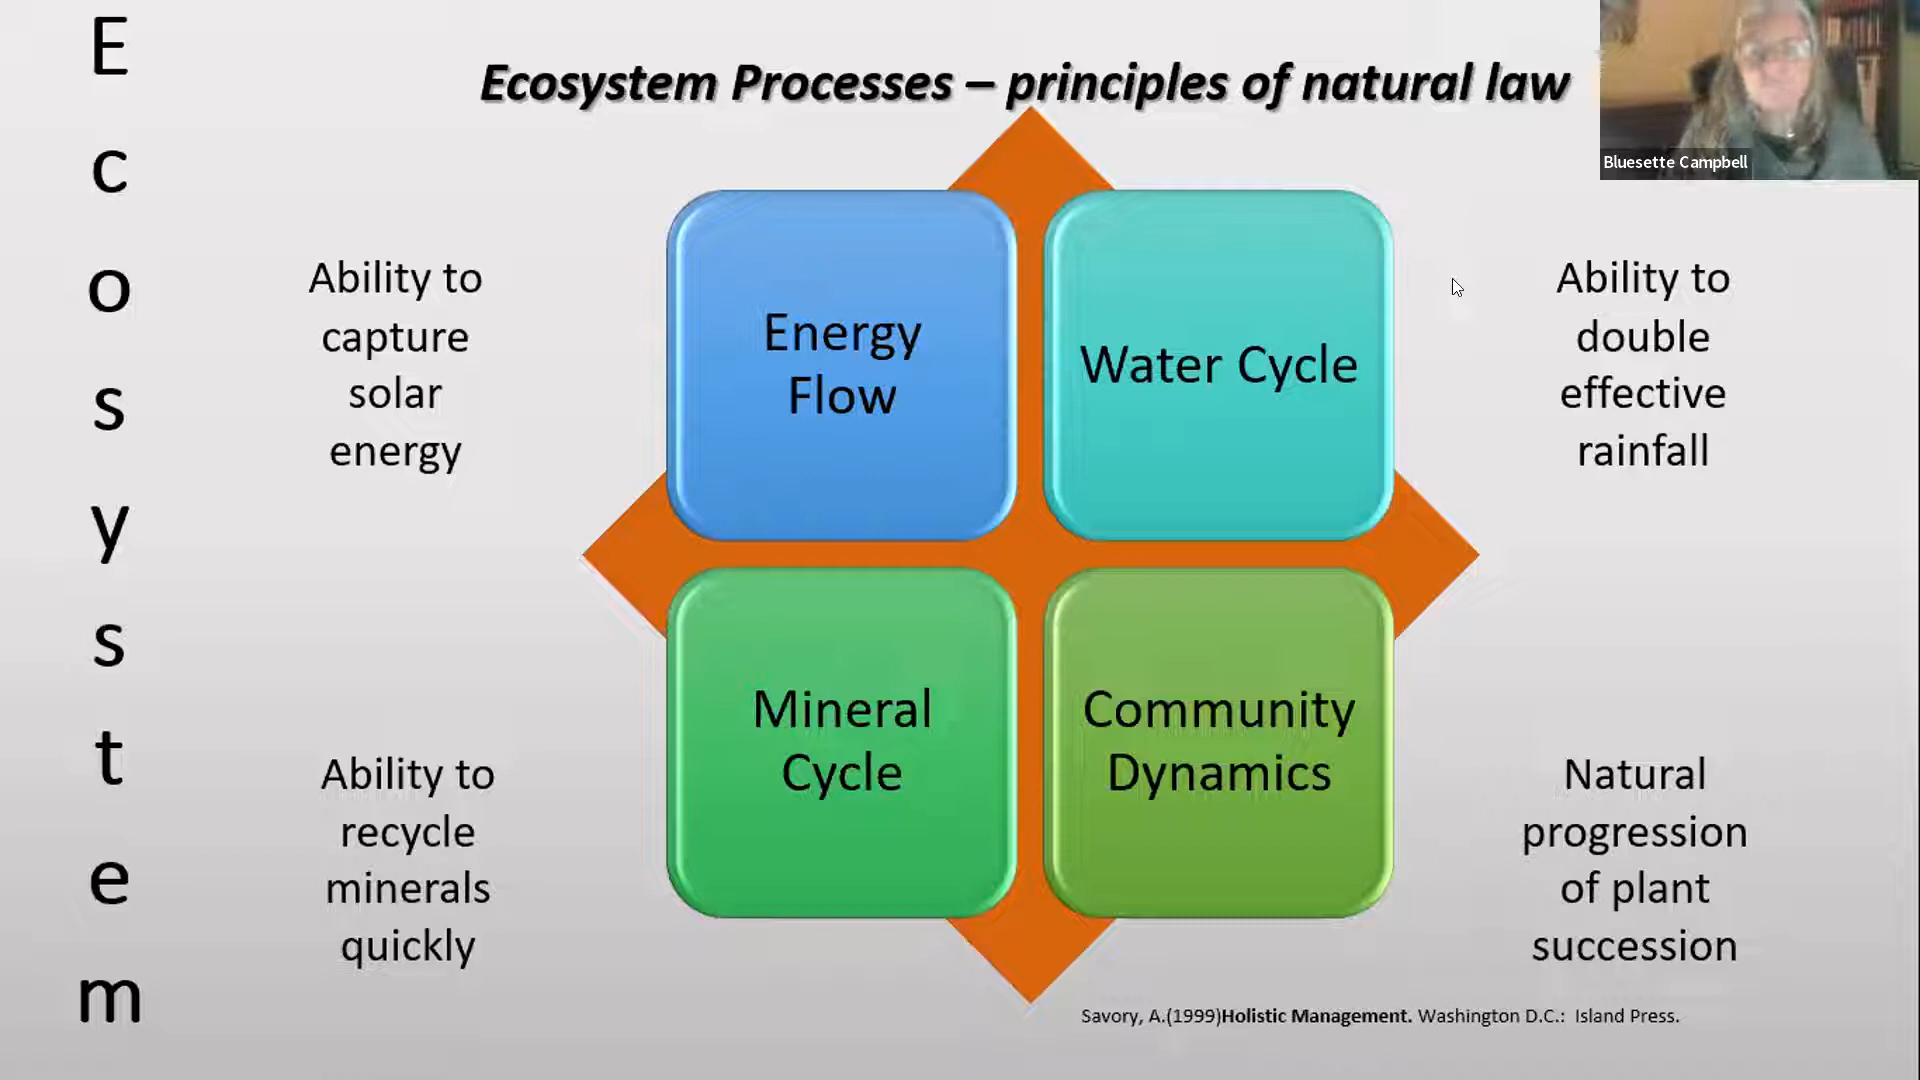 Ecosystem
Ecosystem Processes – principles of natural law
Bluesette Campbell
Ability to
capture
solar
energy
Energy
Flow
Water Cycle
Ability to
double
effective
rainfall
Ability to
recycle
minerals
quickly
Mineral
Cycle
Community
Dynamics
Natural
progression
of plant
succession
Savory, A.(1999)Holistic Management. Washington D.C.: Island Press.